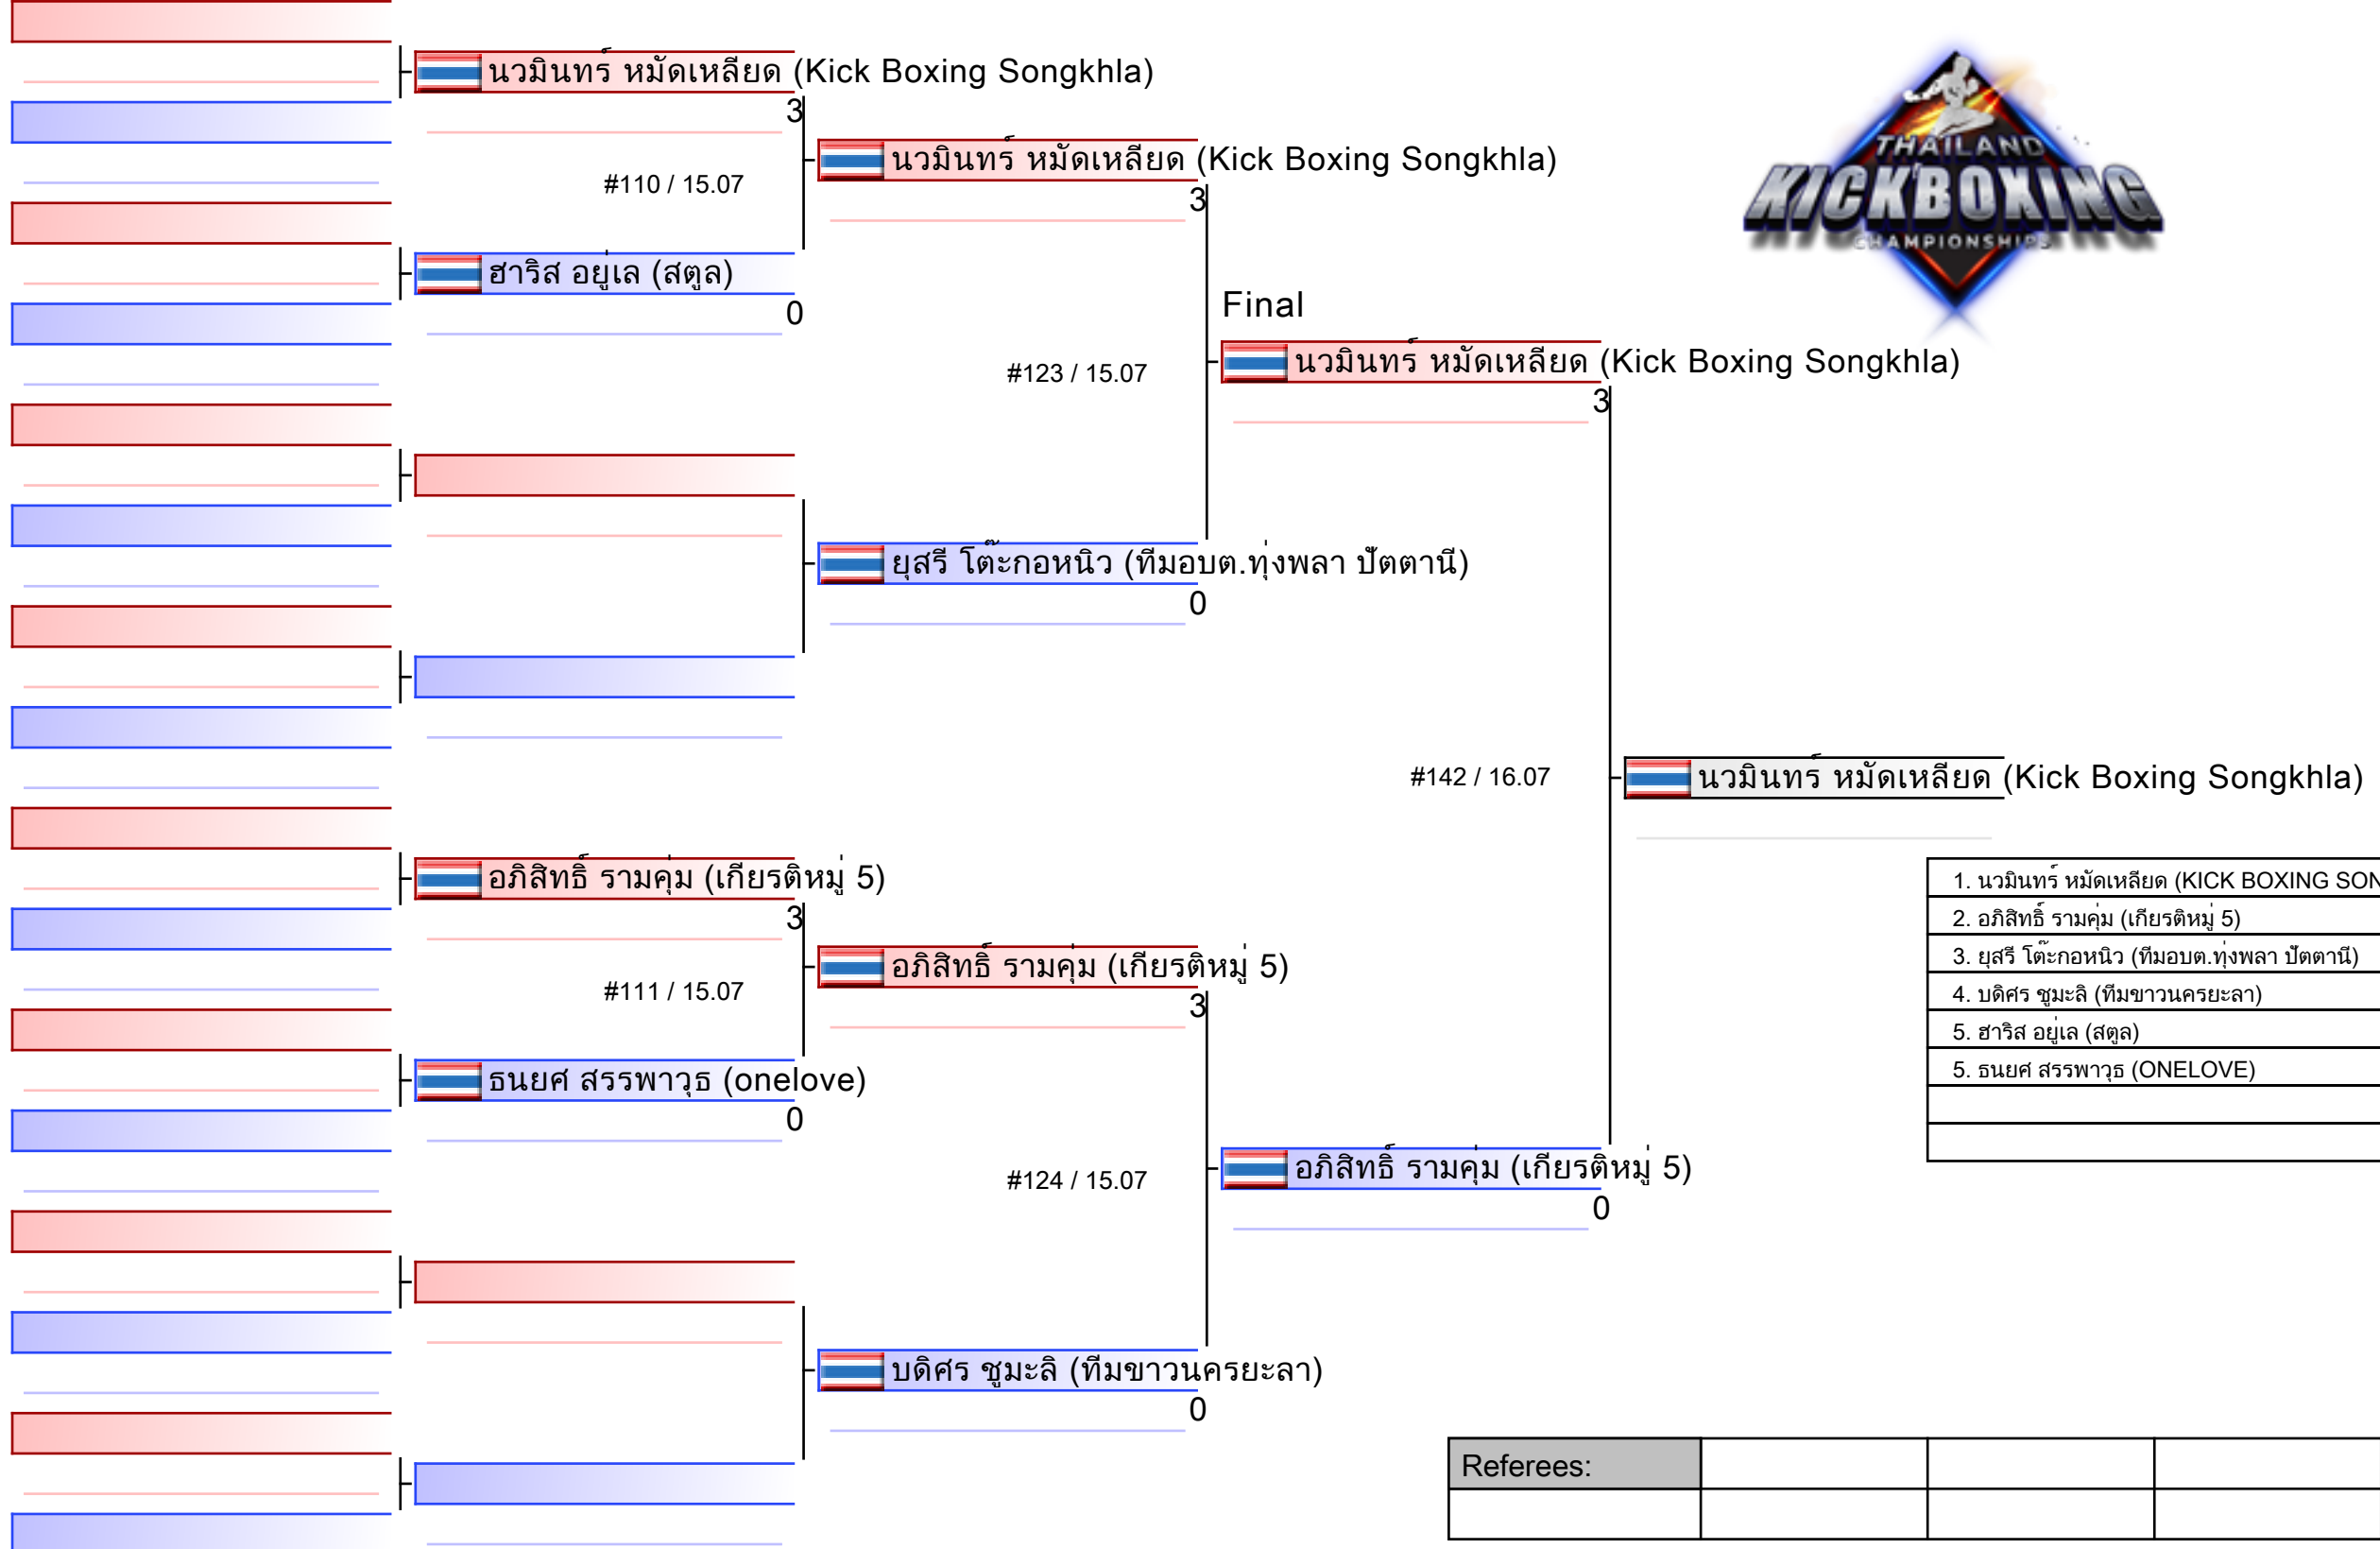 นวมินทร์ หมัดเหลียด (Kick Boxing Songkhla)
3
#110 / 15.07
ฮาริส อยู่เล (สตูล)
0
นวมินทร์ หมัดเหลียด (Kick Boxing Songkhla)
3
#123 / 15.07
ยุสรี โต๊ะกอหนิว (ทีมอบต.ทุ่งพลา ปัตตานี)
0
THAILAND
KICKBOXING
CHAMPIONSHIPS
Final
นวมินทร์ หมัดเหลียด (Kick Boxing Songkhla)
3
#142 / 16.07
นวมินทร์ หมัดเหลียด (Kick Boxing Songkhla)
อภิสิทธิ์ รามคุ่ม (เกียรติหมู่ 5)
3
#111 / 15.07
ธนยศ สรรพาวุธ (onelove)
0
อภิสิทธิ์ รามคุ่ม (เกียรติหมู่ 5)
3
#124 / 15.07
บดิศร ชูมะลิ (ทีมขาวนครยะลา)
0
อภิสิทธิ์ รามคุ่ม (เกียรติหมู่ 5)
0
1. นวมินทร์ หมัดเหลียด (KICK BOXING SON
2. อภิสิทธิ์ รามคุ่ม (เกียรติหมู่ 5)
3. ยุสรี โต๊ะกอหนิว (ทีมอบต.ทุ่งพลา ปัตตานี)
4. บดิศร ชูมะลิ (ทีมขาวนครยะลา)
5. ฮาริส อยู่เล (สตูล)
5. ธนยศ สรรพาวุธ (ONELOVE)
Referees: